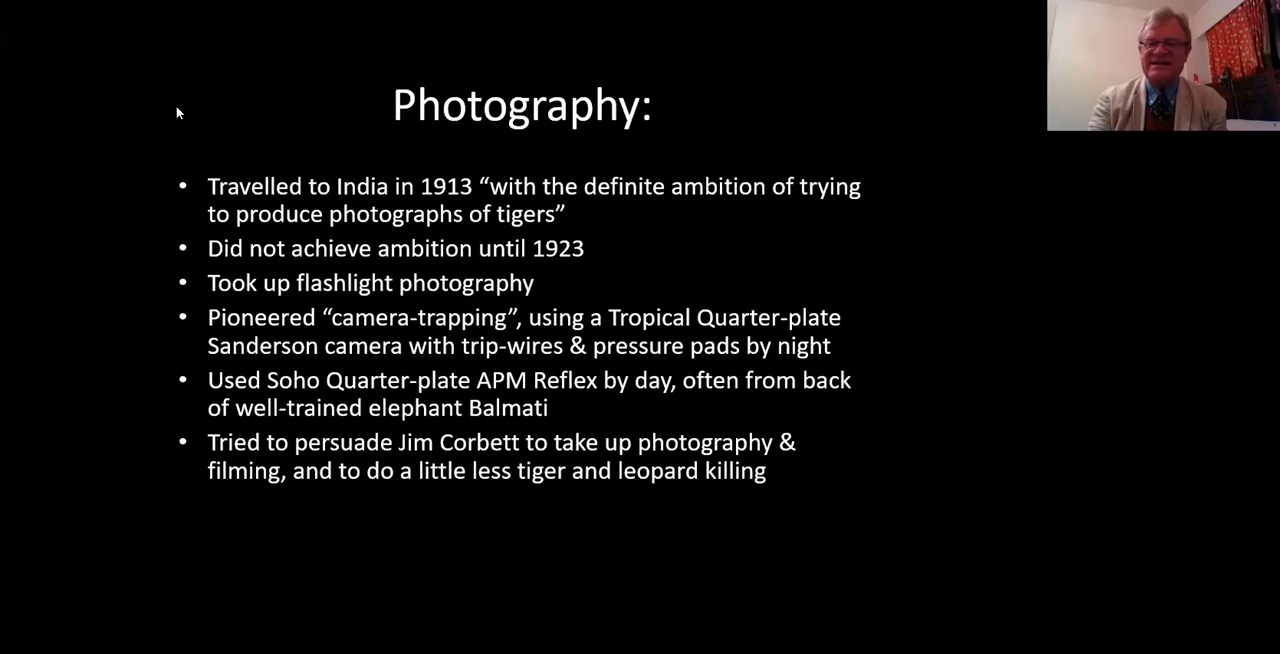 Photography:
• Travelled to India in 1913 “with the definite ambition of trying
to produce photographs of tigers”
• Did not achieve ambition until 1923
• Took up flashlight photography
• Pioneered “camera-trapping”, using a Tropical Quarter-plate
Sanderson camera with trip-wires & pressure pads by night
• Used Soho Quarter-plate APM Reflex by day, often from back
of well-trained elephant Balmati
• Tried to persuade Jim Corbett to take up photography &
filming, and to do a little less tiger and leopard killing